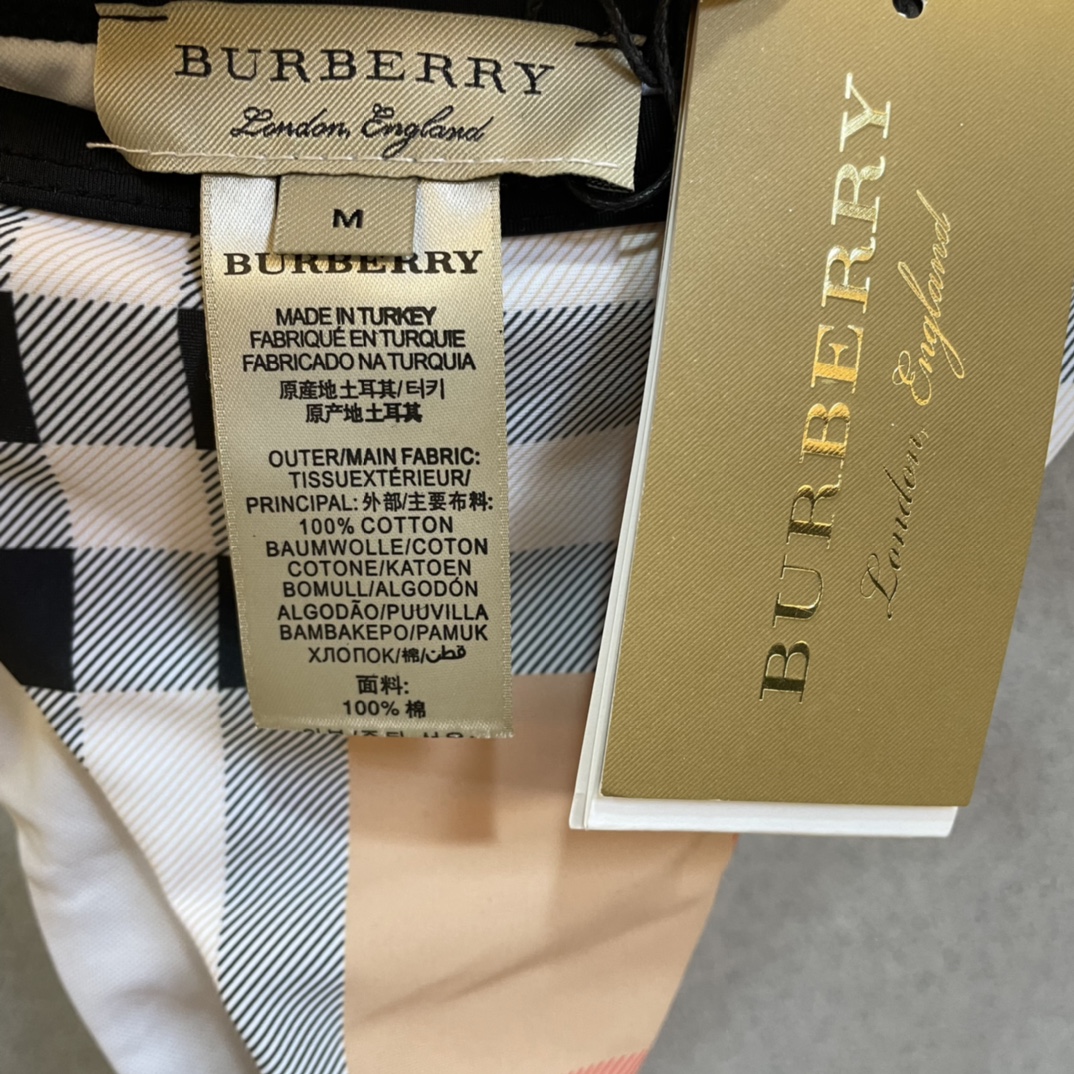 BURBERRY
London, England
M
BURBERRY
MADE IN TURKEY
FABRIQUÉ EN TURQUIE
FABRICADO NA TURQUIA
原産地土耳其/터키
原产地土耳其
OUTER/MAIN FABRIC:
TISSUEXTÉRIEUR/
PRINCIPAL: 外部/主要布料:
100% COTTON
BAUMWOLLE/COTON
COTONE/KATOEN
BOMULL/ALGODÓN
ALGODÃO/PUUVILLA
BAMBAKEPO/PAMUK
ХЛОПОК/棉/قطن
面料:
100% 棉
BURBERRY
London, England